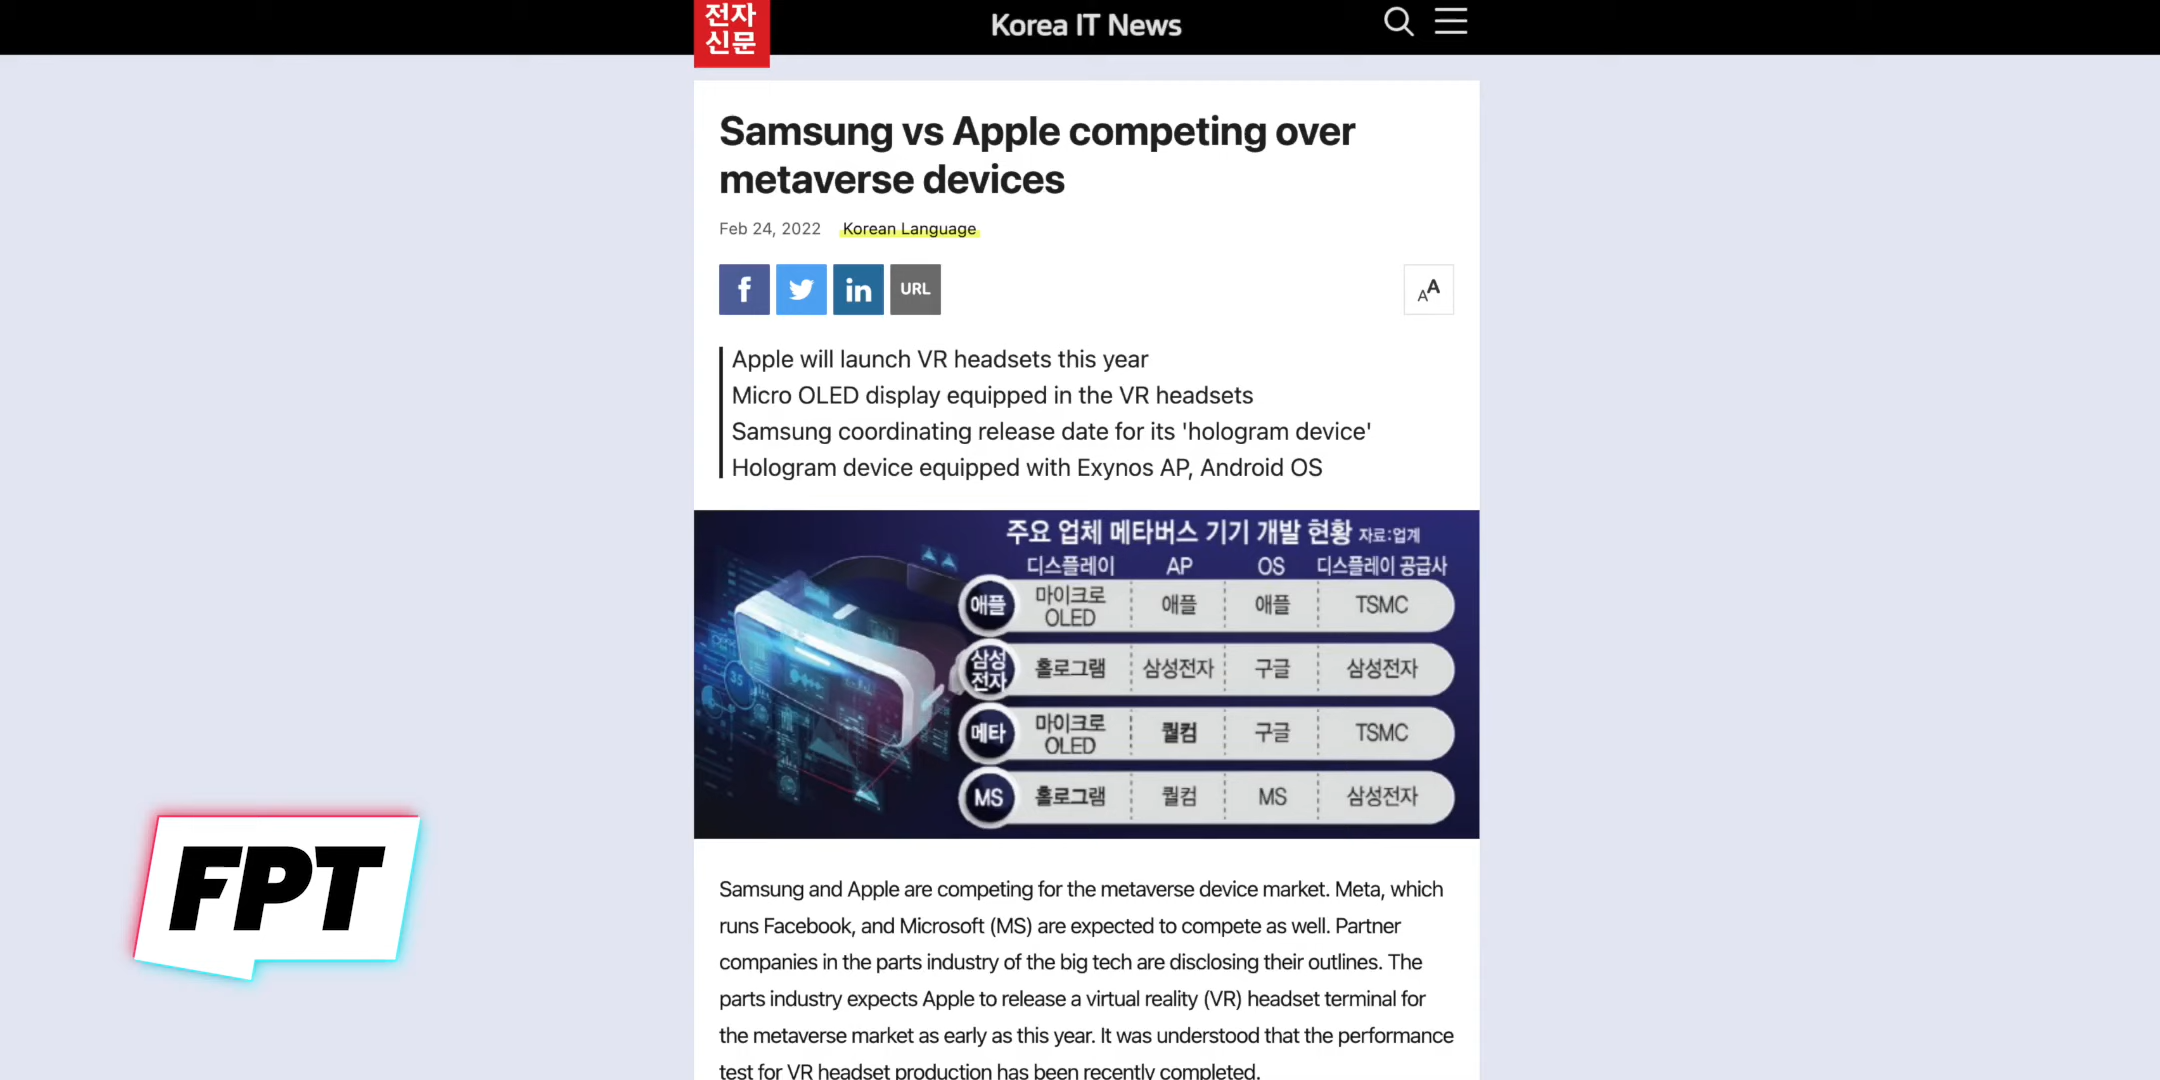 전자
신문
Korea IT News
Samsung vs Apple competing over
metaverse devices
Feb 24, 2022 Korean Language
f in URL AA
Apple will launch VR headsets this year
Micro OLED display equipped in the VR headsets
Samsung coordinating release date for its 'hologram device'
Hologram device equipped with Exynos AP, Android OS
주요 업체 메타버스 기기 개발 현황 자료:업계
디스플레이 AP OS 디스플레이 공급사
애플 마이크로 OLED 애플 애플 TSMC
삼성전자 홀로그램 삼성전자 구글 삼성전자
메타 마이크로 OLED 퀄컴 구글 TSMC
MS 홀로그램 퀄컴 MS 삼성전자
35
FPT
Samsung and Apple are competing for the metaverse device market. Meta, which
runs Facebook, and Microsoft (MS) are expected to compete as well. Partner
companies in the parts industry of the big tech are disclosing their outlines. The
parts industry expects Apple to release a virtual reality (VR) headset terminal for
the metaverse market as early as this year. It was understood that the performance
test for VR headset production has been recently completed.